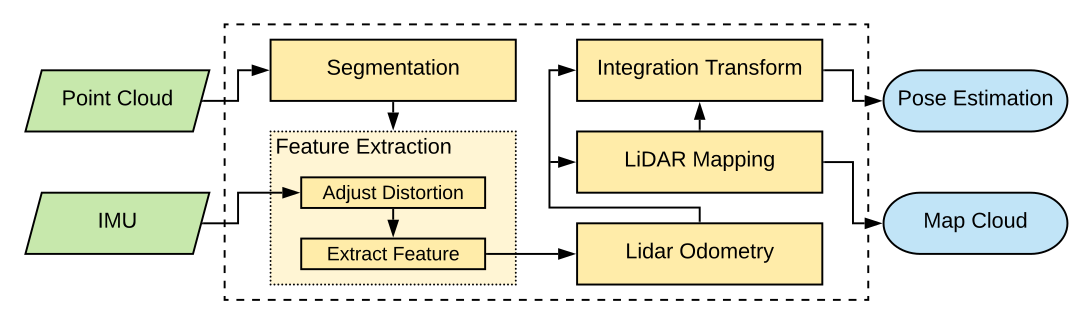 Point Cloud
IMU
Segmentation
Feature Extraction
Adjust Distortion
Extract Feature
Integration Transform
LiDAR Mapping
Lidar Odometry
Pose Estimation
Map Cloud